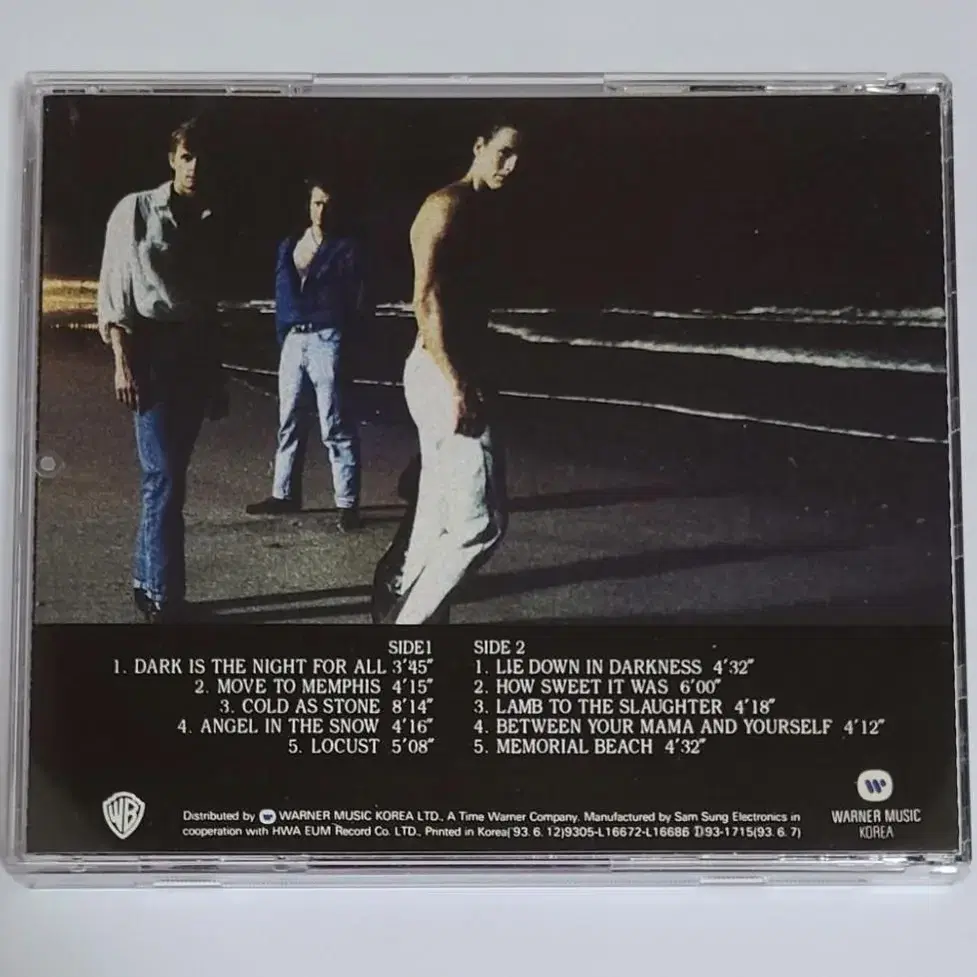 SIDE1
1. DARK IS THE NIGHT FOR ALL 3'45"
2. MOVE TO MEMPHIS 4'15"
3. COLD AS STONE 8'14"
4. ANGEL IN THE SNOW 4'16"
5. LOCUST 5'08"
SIDE 2
1. LIE DOWN IN DARKNESS 4'32"
2. HOW SWEET IT WAS 6'00"
3. LAMB TO THE SLAUGHTER 4'18"
4. BETWEEN YOUR MAMA AND YOURSELF 4'12"
5. MEMORIAL BEACH 4'32"
WB
Distributed by WARNER MUSIC KOREA LTD., A Time Warner Company. Manufactured by Sam Sung Electronics in
cooperation with HWA EUM Record Co. LTD., Printed in Korea('93. 6. 12)9305-L16672-L16686 D93-1715(93. 6. 7)
WARNER MUSIC
KOREA